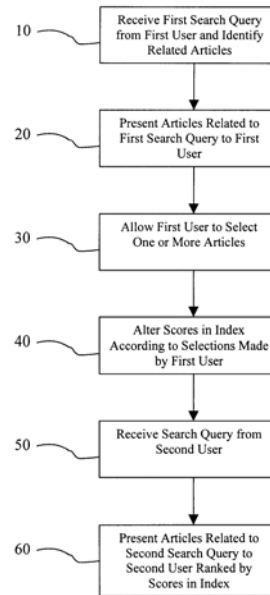 10
Receive First Search Query
from First User and Identify
Related Articles
20
Present Articles Related to
First Search Query to First
User
30
Allow First User to Select
One or More Articles
40
Alter Scores in Index
According to Selections Made
by First User
50
Receive Search Query from
Second User
60
Present Articles Related to
Second Search Query to
Second User Ranked by
Scores in Index